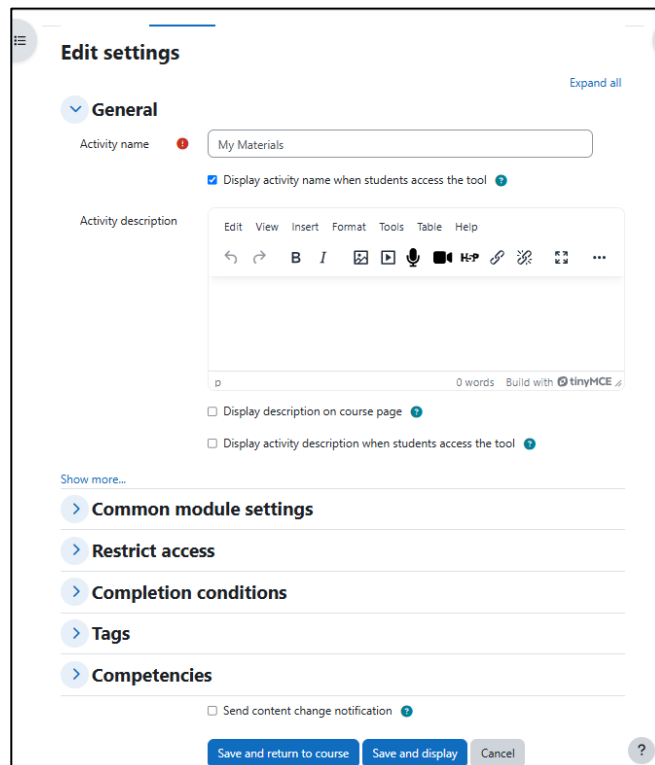 Edit settings
Expand all
General
Activity name
My Materials
Display activity name when students access the tool
Activity description
Edit View Insert Format Tools Table Help
B I H-P
p 0 words Build with tinyMCE
Display description on course page
Display activity description when students access the tool
Show more...
Common module settings
Restrict access
Completion conditions
Tags
Competencies
Send content change notification
Save and return to course Save and display Cancel